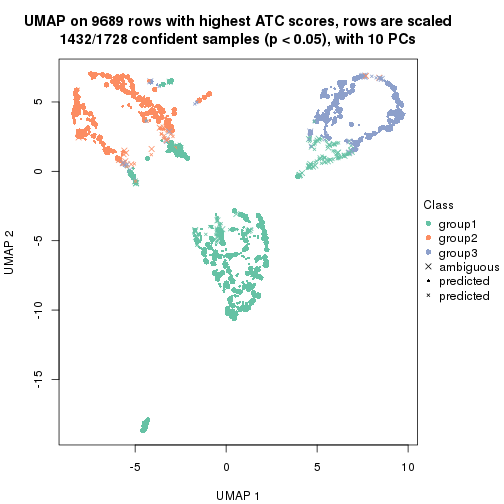 UMAP on 9689 rows with highest ATC scores, rows are scaled
1432/1728 confident samples (p < 0.05), with 10 PCs
5
0
-5
-10
-15
UMAP 2
-5
0
5
10
UMAP 1
Class
group1
group2
group3
ambiguous
predicted
predicted